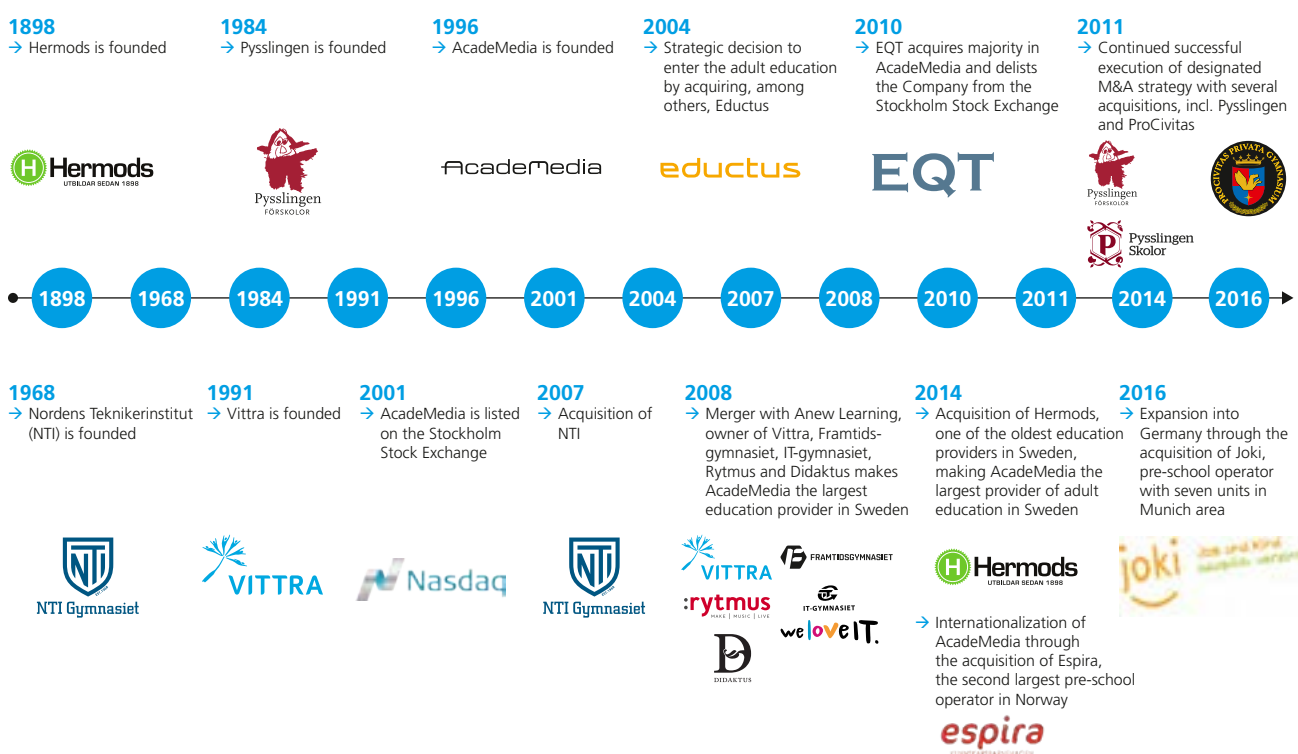 1898
→ Hermods is founded
H Hermods
UTBILDAR SEDAN 1898
1984
→ Pysslingen is founded
Pysslingen
FÖRSKOLOR
1996
→ AcadeMedia is founded
AcadeMedia
2004
→ Strategic decision to
enter the adult education
by acquiring, among
others, Eductus
eductus
2010
→ EQT acquires majority in
AcadeMedia and delists
the Company from the
Stockholm Stock Exchange
EQT
2011
→ Continued successful
execution of designated
M&A strategy with several
acquisitions, incl. Pysslingen
and ProCivitas
Pysslingen
FÖRSKOLOR
PROCIVITAS PRIVATA GYMNASIUM
P Pysslingen
Skolor
1898 1968 1984 1991 1996 2001 2004 2007 2008 2010 2011 2014 2016
1968
→ Nordens Teknikerinstitut
(NTI) is founded
NTI
NTI Gymnasiet
1991
→ Vittra is founded
VITTRA
2001
→ AcadeMedia is listed
on the Stockholm
Stock Exchange
Nasdaq
2007
→ Acquisition of
NTI
NTI
NTI Gymnasiet
2008
→ Merger with Anew Learning,
owner of Vittra, Framtids-
gymnasiet, IT-gymnasiet,
Rytmus and Didaktus makes
AcadeMedia the largest
education provider in Sweden
VITTRA
FRAMTIDSGYMNASIET
:rytmus
MAKE | MUSIC | LIVE
IT-GYMNASIET
we love IT.
D
DIDAKTUS
2014
→ Acquisition of Hermods,
one of the oldest education
providers in Sweden,
making AcadeMedia the
largest provider of adult
education in Sweden
H Hermods
UTBILDAR SEDAN 1898
→ Internationalization of
AcadeMedia through
the acquisition of Espira,
the second largest pre-school
operator in Norway
espira
2016
→ Expansion into
Germany through the
acquisition of Joki,
pre-school operator
with seven units in
Munich area
joki